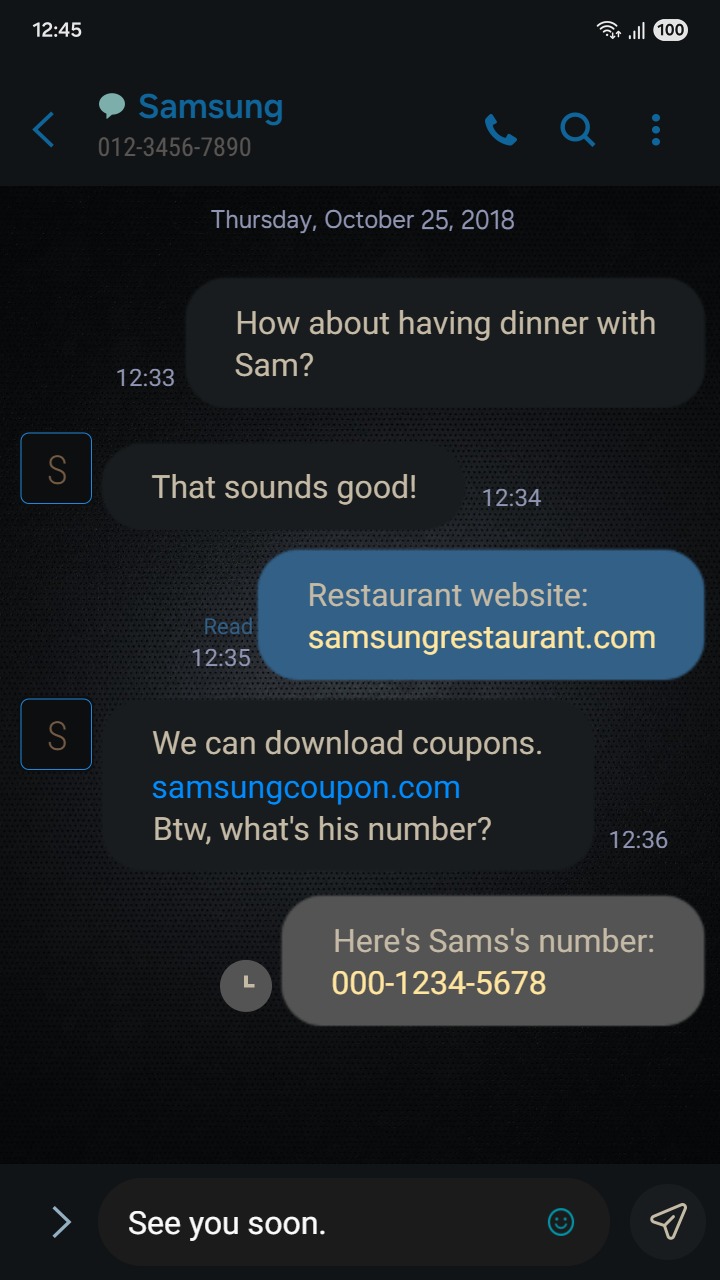 12:45
100
Samsung
012-3456-7890
Thursday, October 25, 2018
How about having dinner with
Sam?
12:33
S
That sounds good!
12:34
Restaurant website:
Read
samsungrestaurant.com
12:35
S
We can download coupons.
samsungcoupon.com
Btw, what's his number?
12:36
Here's Sams's number:
000-1234-5678
See you soon.